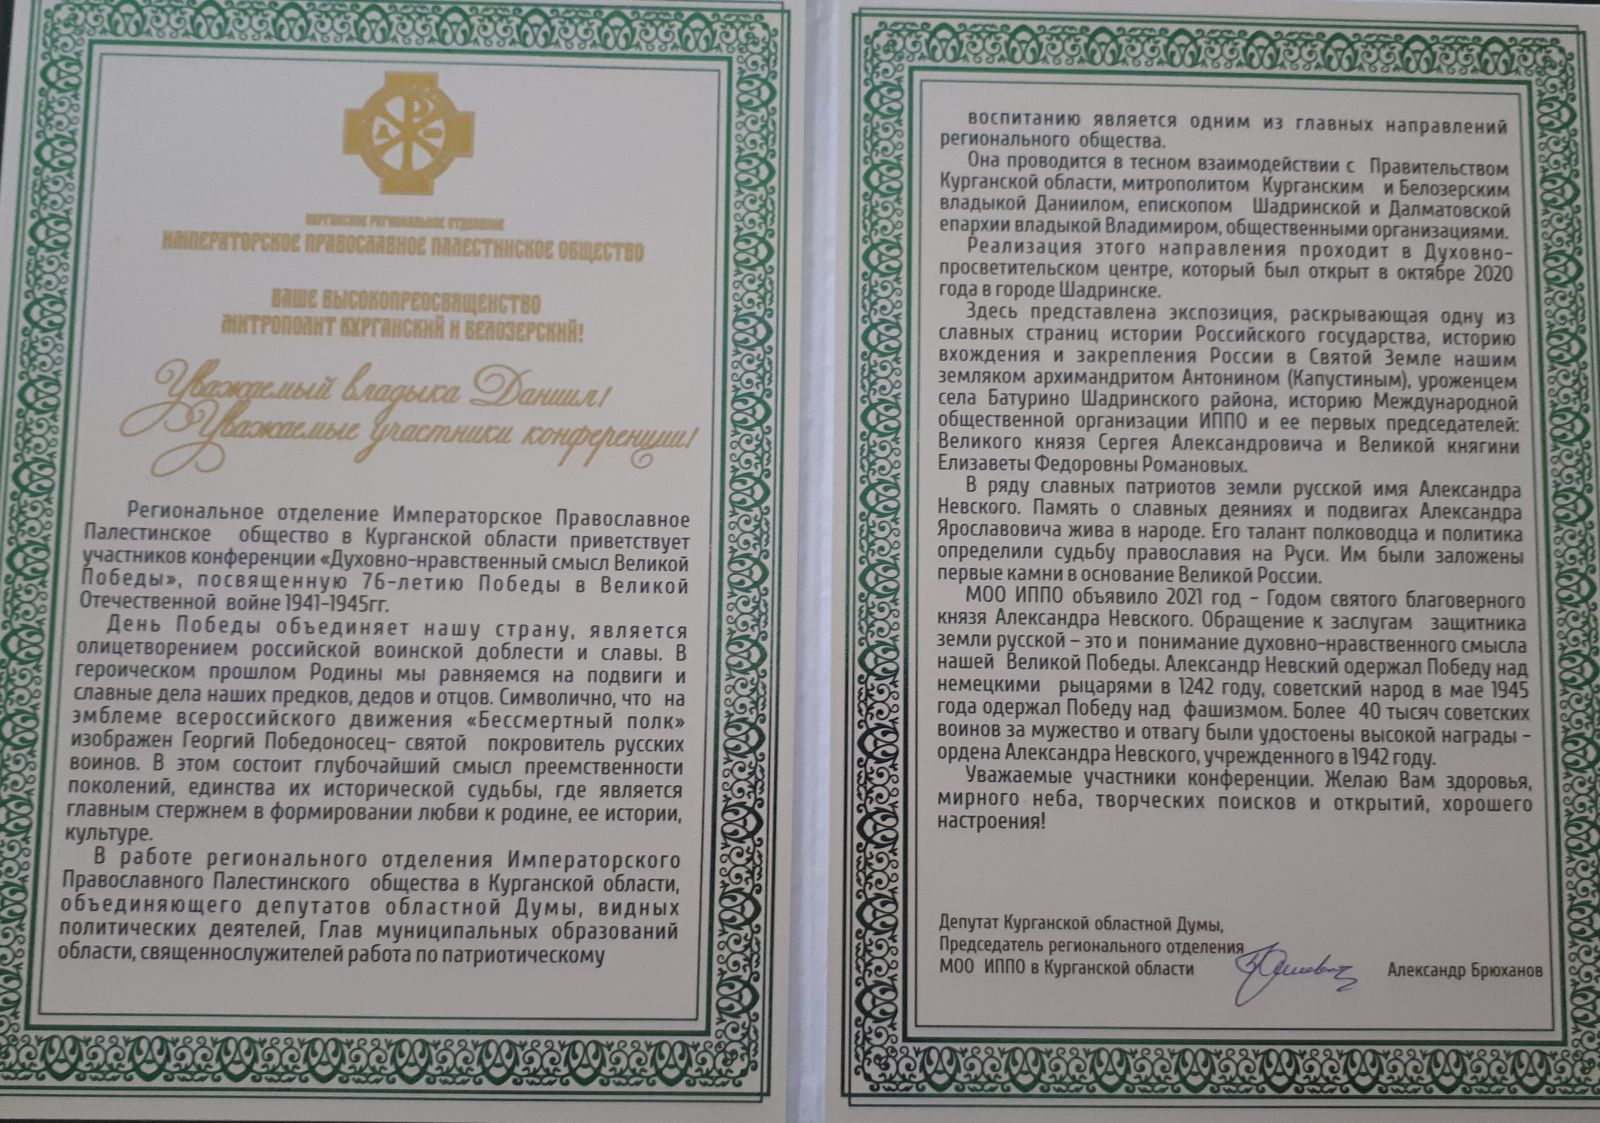 КУРГАНСКОЕ РЕГИОНАЛЬНОЕ ОТДЕЛЕНИЕ
ИМПЕРАТОРСКОЕ ПРАВОСЛАВНОЕ ПАЛЕСТИНСКОЕ ОБЩЕСТВО
ВАШЕ ВЫСОКОПРЕОСВЯЩЕНСТВО
МИТРОПОЛИТ КУРГАНСКИЙ И БЕЛОЗЕРСКИЙ!
Уважаемый владыка Даниил!
Уважаемые участники конференции!
Региональное отделение Императорское Православное
Палестинское общество в Курганской области приветствует
участников конференции «Духовно-нравственный смысл Великой
Победы», посвященную 76-летию Победы в Великой
Отечественной войне 1941-1945гг.
День Победы объединяет нашу страну, является
олицетворением российской воинской доблести и славы. В
героическом прошлом Родины мы равняемся на подвиги и
славные дела наших предков, дедов и отцов. Символично, что на
эмблеме всероссийского движения «Бессмертный полк»
изображен Георгий Победоносец- святой покровитель русских
воинов. В этом состоит глубочайший смысл преемственности
поколений, единства их исторической судьбы, где является
главным стержнем в формировании любви к родине, ее истории,
культуре.
В работе регионального отделения Императорского
Православного Палестинского общества в Курганской области,
объединяющего депутатов областной Думы, видных
политических деятелей, Глав муниципальных образований
области, священнослужителей работа по патриотическому
воспитанию является одним из главных направлений
регионального общества.
Она проводится в тесном взаимодействии с Правительством
Курганской области, митрополитом Курганским и Белозерским
владыкой Даниилом, епископом Шадринской и Далматовской
епархии владыкой Владимиром, общественными организациями.
Реализация этого направления проходит в Духовно-
просветительском центре, который был открыт в октябре 2020
года в городе Шадринске.
Здесь представлена экспозиция, раскрывающая одну из
славных страниц истории Российского государства, историю
вхождения и закрепления России в Святой Земле нашим
земляком архимандритом Антонином (Капустиным), уроженцем
села Батурино Шадринского района, историю Международной
общественной организации ИППО и ее первых председателей:
Великого князя Сергея Александровича и Великой княгини
Елизаветы Федоровны Романовых.
В ряду славных патриотов земли русской имя Александра
Невского. Память о славных деяниях и подвигах Александра
Ярославовича жива в народе. Его талант полководца и политика
определили судьбу православия на Руси. Им были заложены
первые камни в основание Великой России.
МОО ИППО объявило 2021 год - Годом святого благоверного
князя Александра Невского. Обращение к заслугам защитника
земли русской – это и понимание духовно-нравственного смысла
нашей Великой Победы. Александр Невский одержал Победу над
немецкими рыцарями в 1242 году, советский народ в мае 1945
года одержал Победу над фашизмом. Более 40 тысяч советских
воинов за мужество и отвагу были удостоены высокой награды -
ордена Александра Невского, учрежденного в 1942 году.
Уважаемые участники конференции. Желаю Вам здоровья,
мирного неба, творческих поисков и открытий, хорошего
настроения!
Депутат Курганской областной Думы,
Председатель регионального отделения
МОО ИППО в Курганской области Александр Брюханов